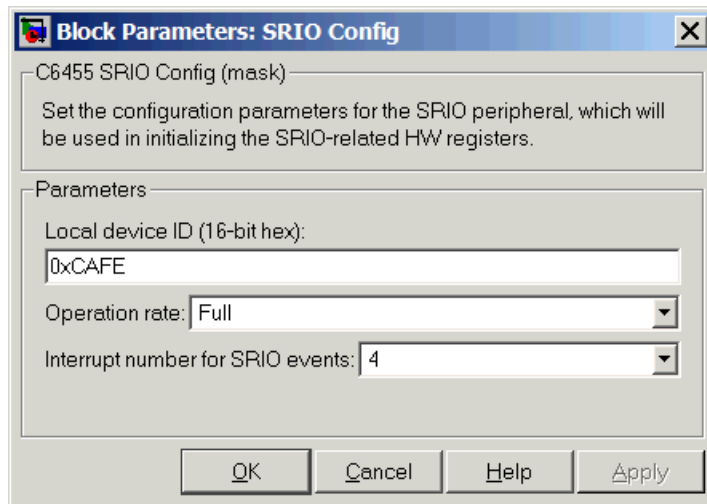 Block Parameters: SRIO Config
C6455 SRIO Config (mask)
Set the configuration parameters for the SRIO peripheral, which will
be used in initializing the SRIO-related HW registers.
Parameters
Local device ID (16-bit hex):
0xCAFE
Operation rate: Full
Interrupt number for SRIO events: 4
OK Cancel Help Apply